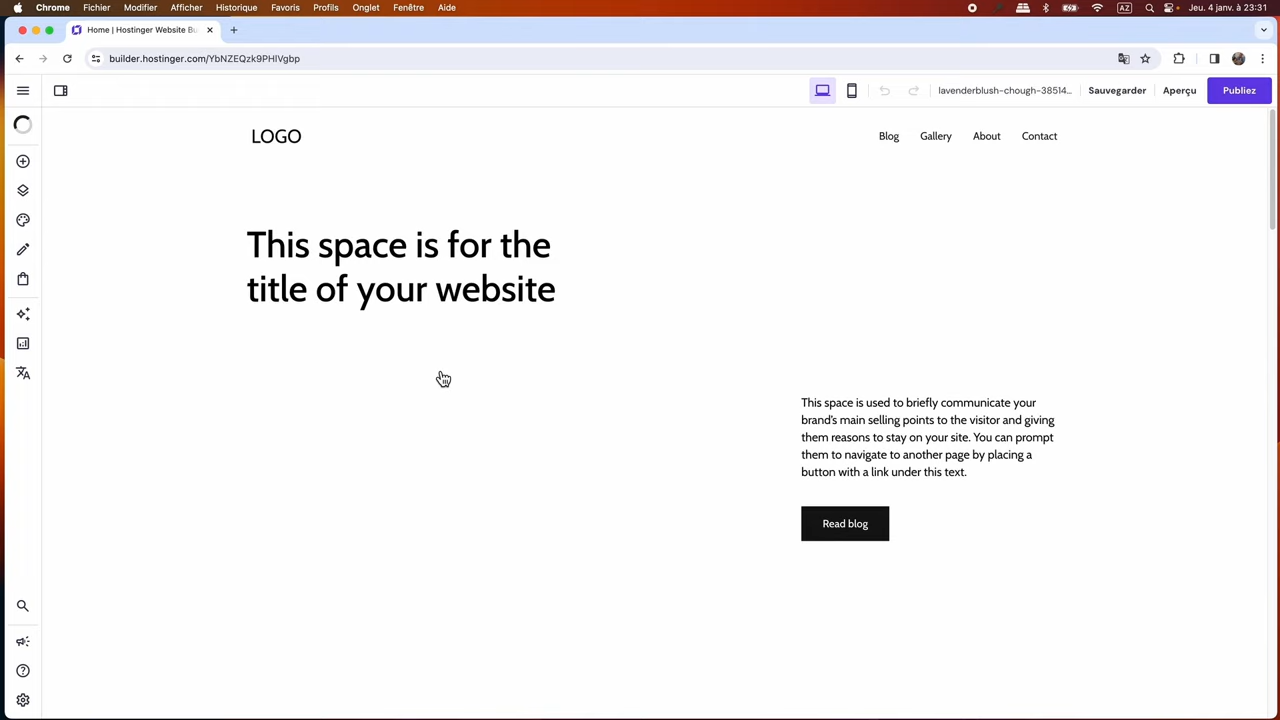 Chrome Fichier Modifier Afficher Historique Favoris Profils Onglet Fenêtre Aide AZ Jeu. 4 janv. à 23:31
Home | Hostinger Website Bu
builder.hostinger.com/YbNZEQzk9PHIVgbp
lavenderblush-chough-38514... Sauvegarder Aperçu Publiez
LOGO Blog Gallery About Contact
This space is for the
title of your website
This space is used to briefly communicate your
brand's main selling points to the visitor and giving
them reasons to stay on your site. You can prompt
them to navigate to another page by placing a
button with a link under this text.
Read blog